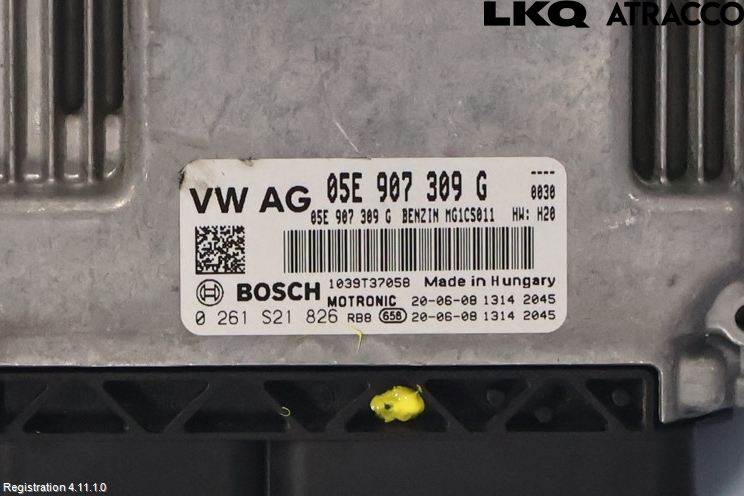 LKQ ATRACCO
VW AG 05E 907 309 G ----
0030
05E 907 309 G BENZIN MG1CS011 HW: H20
1039T37058 Made in Hungary
BOSCH MOTRONIC 20-06-08 1314 2045
0 261 S21 826 RBB 658 20-06-08 1314 2045
Registration 4.11.1.0